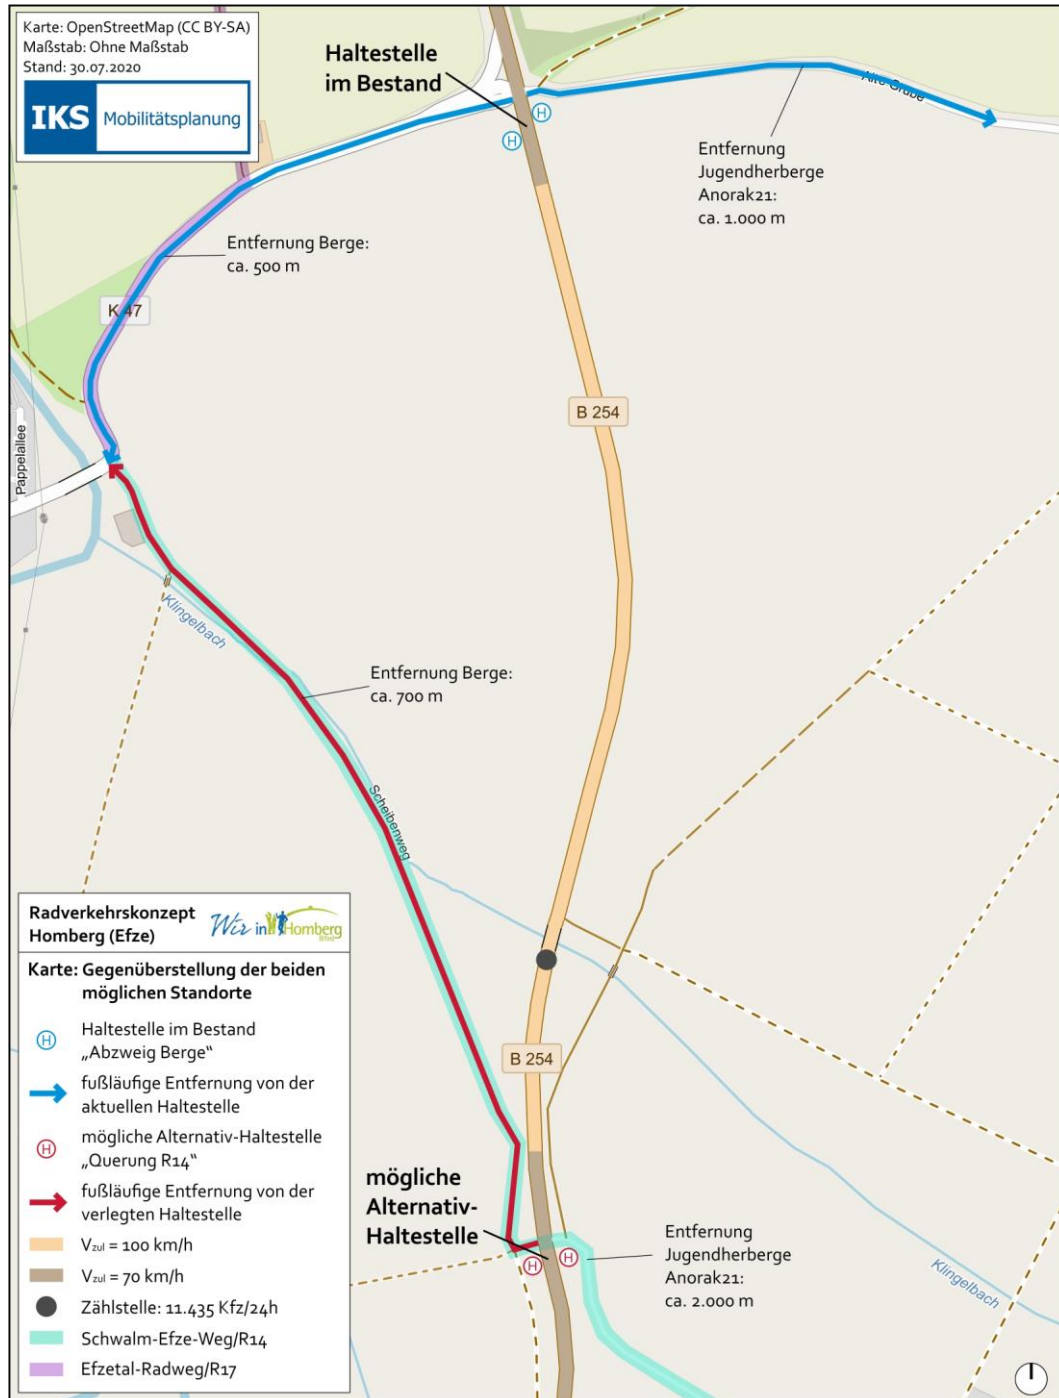 Karte: OpenStreetMap (CC BY-SA)
Maßstab: Ohne Maßstab
Stand: 30.07.2020
IKS Mobilitätsplanung
Haltestelle
im Bestand
H
H
Alte Grube
Entfernung
Jugendherberge
Anorak21:
ca. 1.000 m
Entfernung Berge:
ca. 500 m
K 47
B 254
Pappelallee
Klingelbach
Entfernung Berge:
ca. 700 m
Scheibenweg
B 254
mögliche
Alternativ-
Haltestelle
H
H
Entfernung
Jugendherberge
Anorak21:
ca. 2.000 m
Klingelbach
Radverkehrskonzept
Homberg (Efze)
Wir in Homberg
Karte: Gegenüberstellung der beiden
möglichen Standorte
H
Haltestelle im Bestand
„Abzweig Berge“
fußläufige Entfernung von der
aktuellen Haltestelle
H
mögliche Alternativ-Haltestelle
„Querung R14“
fußläufige Entfernung von der
verlegten Haltestelle
Vzul = 100 km/h
Vzul = 70 km/h
Zählstelle: 11.435 Kfz/24h
Schwalm-Efze-Weg/R14
Efzetal-Radweg/R17